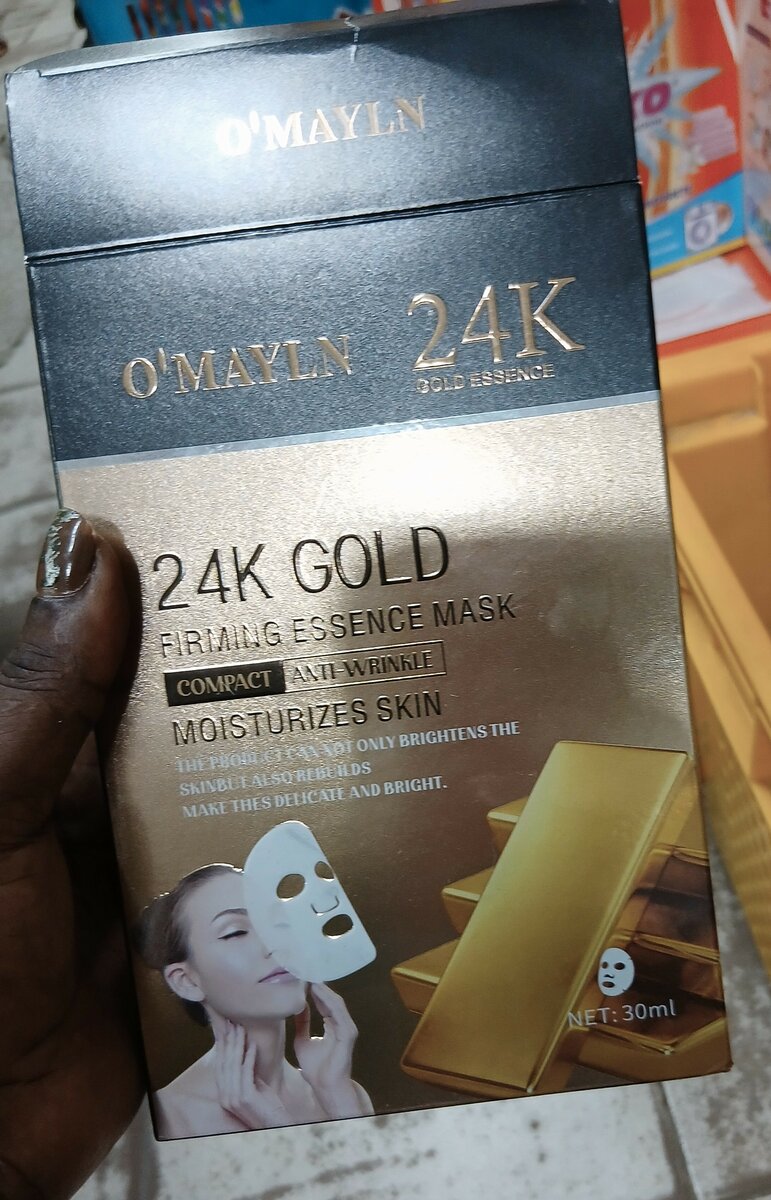 O'MAYLN
O'MAYLN
24K
GOLD ESSENCE
24K GOLD
FIRMING ESSENCE MASK
COMPACT ANTI-WRINKLE
MOISTURIZES SKIN
THE PRODUCT CAN NOT ONLY BRIGHTENS THE
SKINBUT ALSO REBUILDS
MAKE THES DELICATE AND BRIGHT.
NET: 30ml